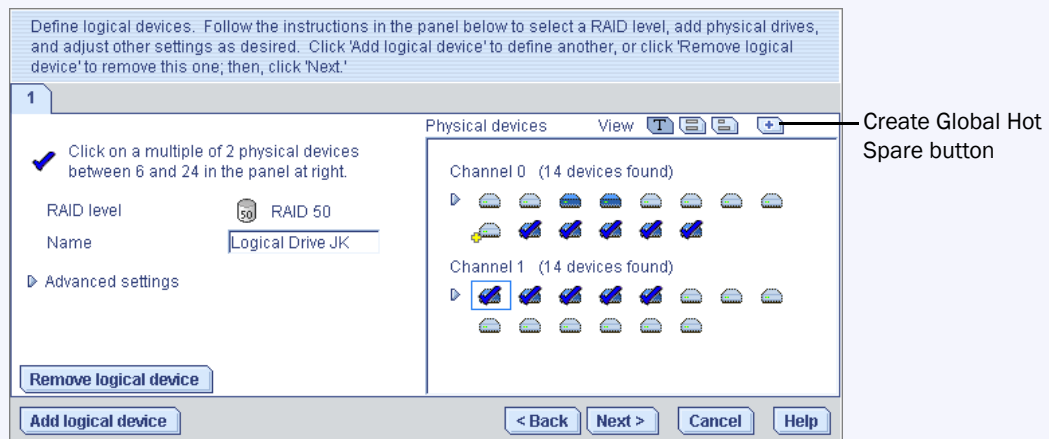 Define logical devices. Follow the instructions in the panel below to select a RAID level, add physical drives,
and adjust other settings as desired. Click 'Add logical device' to define another, or click 'Remove logical
device' to remove this one; then, click 'Next.'
1
Physical devices View T
Create Global Hot
Spare button
Click on a multiple of 2 physical devices
between 6 and 24 in the panel at right.
RAID level 50 RAID 50
Name Logical Drive JK
Advanced settings
Channel 0 (14 devices found)
Channel 1 (14 devices found)
Remove logical device
Add logical device < Back Next > Cancel Help